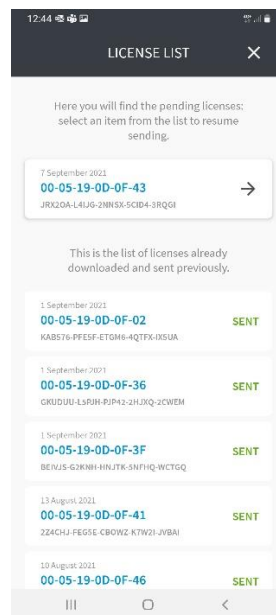 12:44
LICENSE LIST
Here you will find the pending licenses:
select an item from the list to resume
sending.
7 September 2021
00-05-19-0D-0F-43
JRX2OA-L4IJG-2NNSX-5CID4-3RQGI
This is the list of licenses already
downloaded and sent previously.
1 September 2021
00-05-19-0D-0F-02
SENT
KAB576-PFESF-ETGM6-4QTFX-IX5UA
1 September 2021
00-05-19-0D-0F-36
SENT
GKUDUU-L5PJH-PJP42-2HJXQ-2CWEM
1 September 2021
00-05-19-0D-0F-3F
SENT
BEIVJS-G2KNH-HNJTK-5NFHQ-WCTGQ
13 August 2021
00-05-19-0D-0F-41
SENT
2Z4CHJ-FEG5E-CBOWZ-K7W2I-JVBAI
10 August 2021
00-05-19-0D-0F-46
SENT